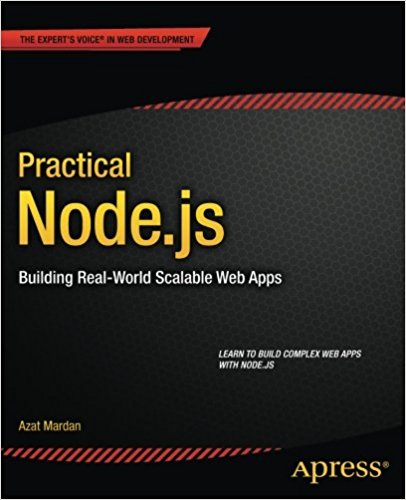 THE EXPERT'S VOICE® IN WEB DEVELOPMENT
Practical
Node.js
Building Real-World Scalable Web Apps
LEARN TO BUILD COMPLEX WEB APPS
WITH NODE.JS
Azat Mardan
Apress®